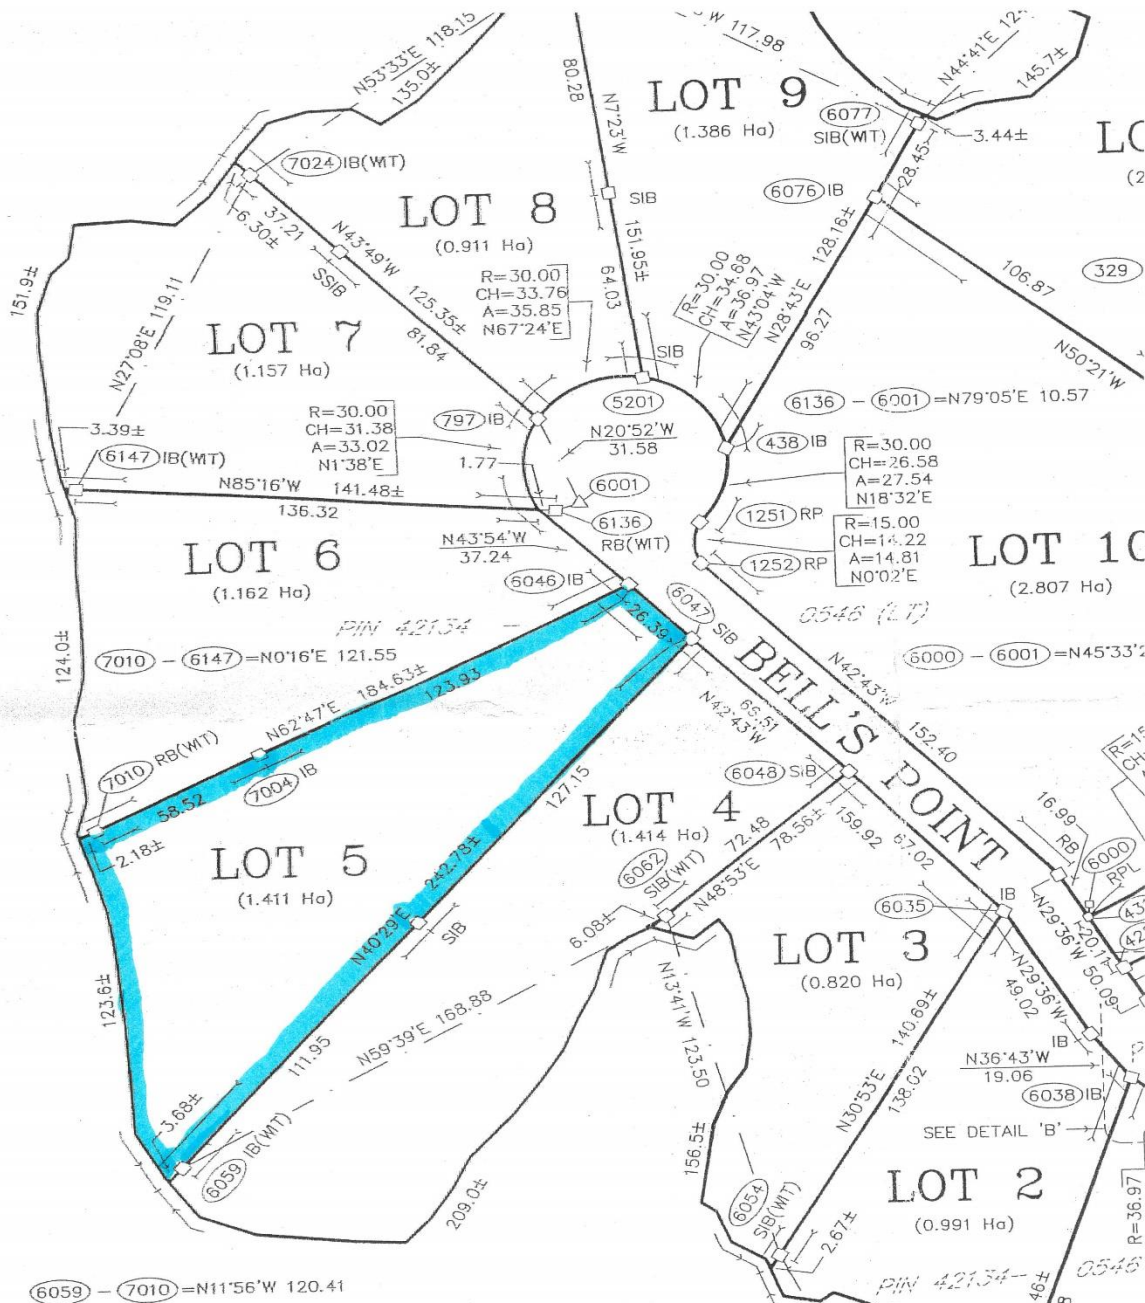 N53°33'E 118.15
135.0±
117.98
N44°41'E
145.7±
80.28
N7°23'W
LOT 9
(1.386 Ha)
6077
SIB(WIT)
3.44±
28.45
7024 IB(WIT)
LOT 8
(0.911 Ha)
SIB
6076 IB
37.21
6.30±
N43°49'W
SSIB
125.35±
81.84
R=30.00
CH=33.76
A=35.85
N67°24'E
151.95±
64.03
R=30.00
CH=34.68
A=36.97
N43°04'W
128.16±
N28°43'E
96.27
106.87
329
N50°21'W
151.9±
N27°08'E 119.11
LOT 7
(1.157 Ha)
SIB
5201
6136 – 6001 =N79°05'E 10.57
R=30.00
CH=31.38
A=33.02
N1°38'E
797 IB
N20°52'W
31.58
438 IB
R=30.00
CH=26.58
A=27.54
N18°32'E
3.39±
6147 IB(WIT)
1.77
N85°16'W
141.48±
136.32
6001
6136
RB(WIT)
1251 RP
R=15.00
CH=14.22
A=14.81
N0°02'E
1252 RP
N43°54'W
37.24
LOT 6
(1.162 Ha)
6046 IB
LOT 10
(2.807 Ha)
PIN 42134
26.39
6047 SIB
0546 (LT)
124.0±
7010 – 6147 =N0°16'E 121.55
6000 – 6001 =N45°33'
N62°47'E
184.63±
123.93
BELL'S POINT
N42°43'W
152.40
66.51
N42°43'W
7010 RB(WIT)
7004 IB
58.52
2.18±
127.15
6048 SIB
LOT 4
(1.414 Ha)
72.48
78.56±
N48°53'E
159.92
67.02
16.99
RB
6000
RPL
LOT 5
(1.411 Ha)
242.78±
N40°29'E
SIB
6062
SIB(WIT)
6.08±
6035
IB
LOT 3
(0.820 Ha)
N29°36'W 50.09
20.11
N29°36'W
49.02
123.6±
N59°39'E 168.88
N13°41'W 123.50
111.95
140.69±
N30°53'E
138.02
IB
N36°43'W
19.06
6038 IB
SEE DETAIL 'B'
3.68±
6059 IB(WIT)
156.5±
209.0±
6054
SIB(WIT)
2.67±
LOT 2
(0.991 Ha)
R=36.97
PIN 42134
0546
6059 – 7010 =N11°56'W 120.41